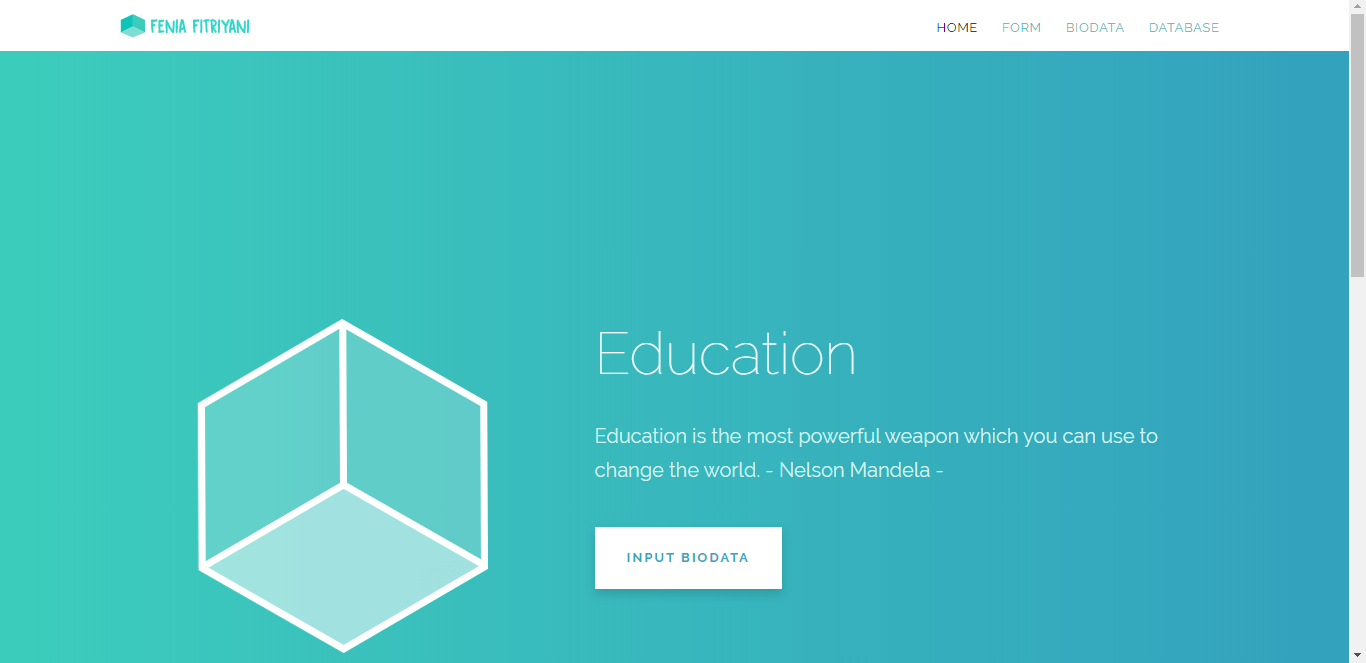 FENIA FITRIYANI
HOME FORM BIODATA DATABASE
Education
Education is the most powerful weapon which you can use to
change the world. - Nelson Mandela -
INPUT BIODATA